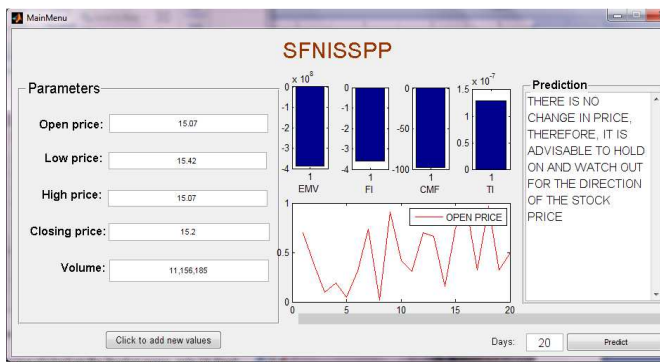 MainMenu
SFNISSPP
Parameters
Open price: 15.07
Low price: 15.42
High price: 15.07
Closing price: 15.2
Volume: 11,156,185
Click to add new values
x 10^8
0
-1
-2
-3
-4
1
EMV
0
-1
-2
-3
-4
1
FI
0
-50
-100
1
CMF
x 10^-7
1.5
1
0.5
0
1
TI
1
0.5
0
0 5 10 15 20
OPEN PRICE
Prediction
THERE IS NO
CHANGE IN PRICE,
THEREFORE, IT IS
ADVISABLE TO HOLD
ON AND WATCH OUT
FOR THE DIRECTION
OF THE STOCK
PRICE
Days: 20 Predict